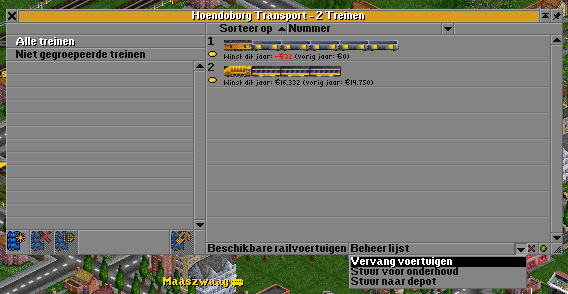 Hoendoburg Transport - 2 Treinen
Sorteer op Nummer
Alle treinen
Niet gegroepeerde treinen
1
Winst dit jaar: -€32 (vorig jaar: €0)
2
Winst dit jaar: €16.332 (vorig jaar: €14.750)
Beschikbare railvoertuigen Beheer lijst
Vervang voertuigen
Stuur voor onderhoud
Stuur naar depot
Maaszwaag